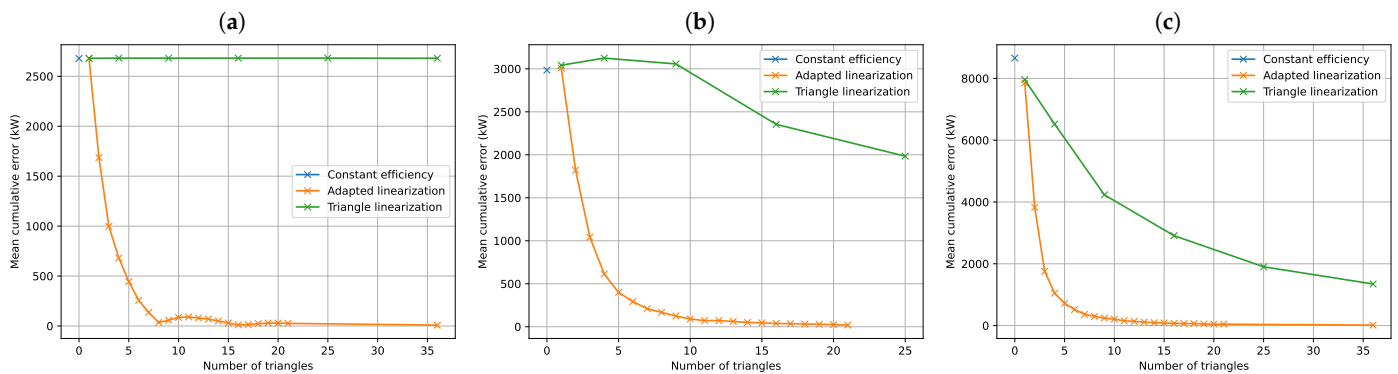 (a)
Mean cumulative error (kW)
2500
2000
1500
1000
500
0
Constant efficiency
Adapted linearization
Triangle linearization
0 5 10 15 20 25 30 35
Number of triangles
(b)
Mean cumulative error (kW)
3000
2500
2000
1500
1000
500
0
Constant efficiency
Adapted linearization
Triangle linearization
0 5 10 15 20 25
Number of triangles
(c)
Mean cumulative error (kW)
8000
6000
4000
2000
0
Constant efficiency
Adapted linearization
Triangle linearization
0 5 10 15 20 25 30 35
Number of triangles